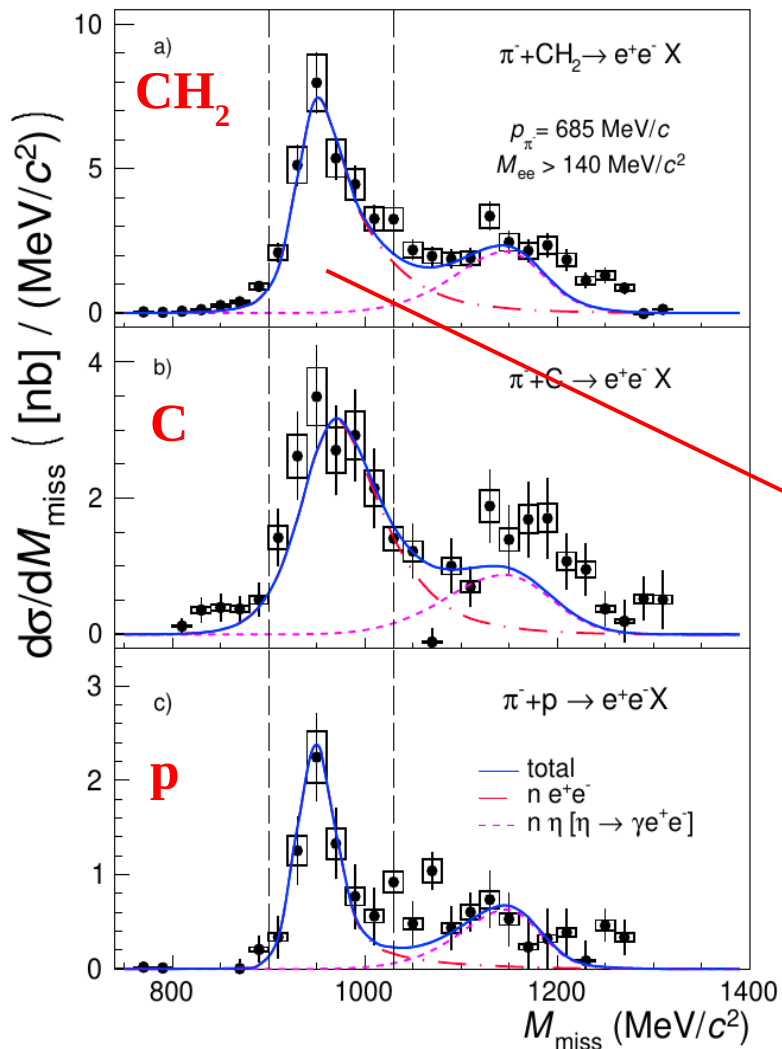 10
5
0
a)
CH₂
π⁻+CH₂→ e⁺e⁻ X
p_π= 685 MeV/c
M_ee > 140 MeV/c²
4
2
0
b)
C
π⁻+C → e⁺e⁻ X
3
2
1
0
c)
p
π⁻+p → e⁺e⁻X
total
n e⁺e⁻
n η [η → γe⁺e⁻]
800
1000
1200
1400
M_miss (MeV/c²)
dσ/dM_miss ( [nb] / (MeV/c²) )